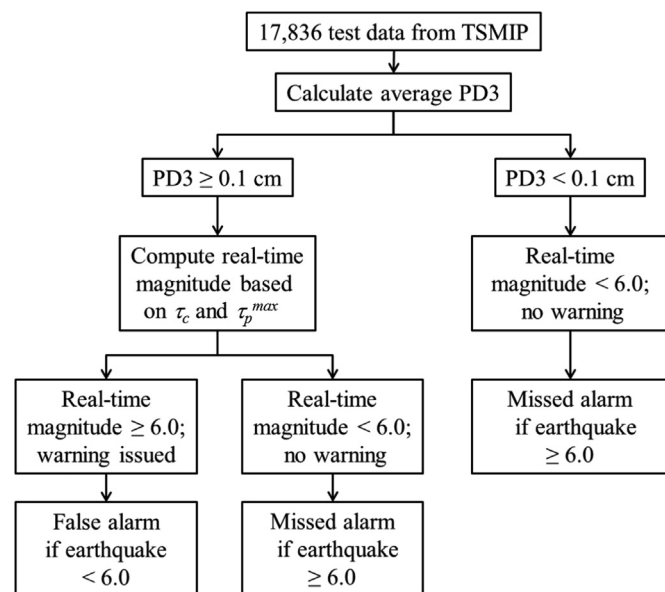 17,836 test data from TSMIP
Calculate average PD3
PD3 ≥ 0.1 cm
PD3 < 0.1 cm
Compute real-time
magnitude based
on τc and τp^max
Real-time
magnitude < 6.0;
no warning
Real-time
magnitude ≥ 6.0;
warning issued
Real-time
magnitude < 6.0;
no warning
Missed alarm
if earthquake
≥ 6.0
False alarm
if earthquake
< 6.0
Missed alarm
if earthquake
≥ 6.0